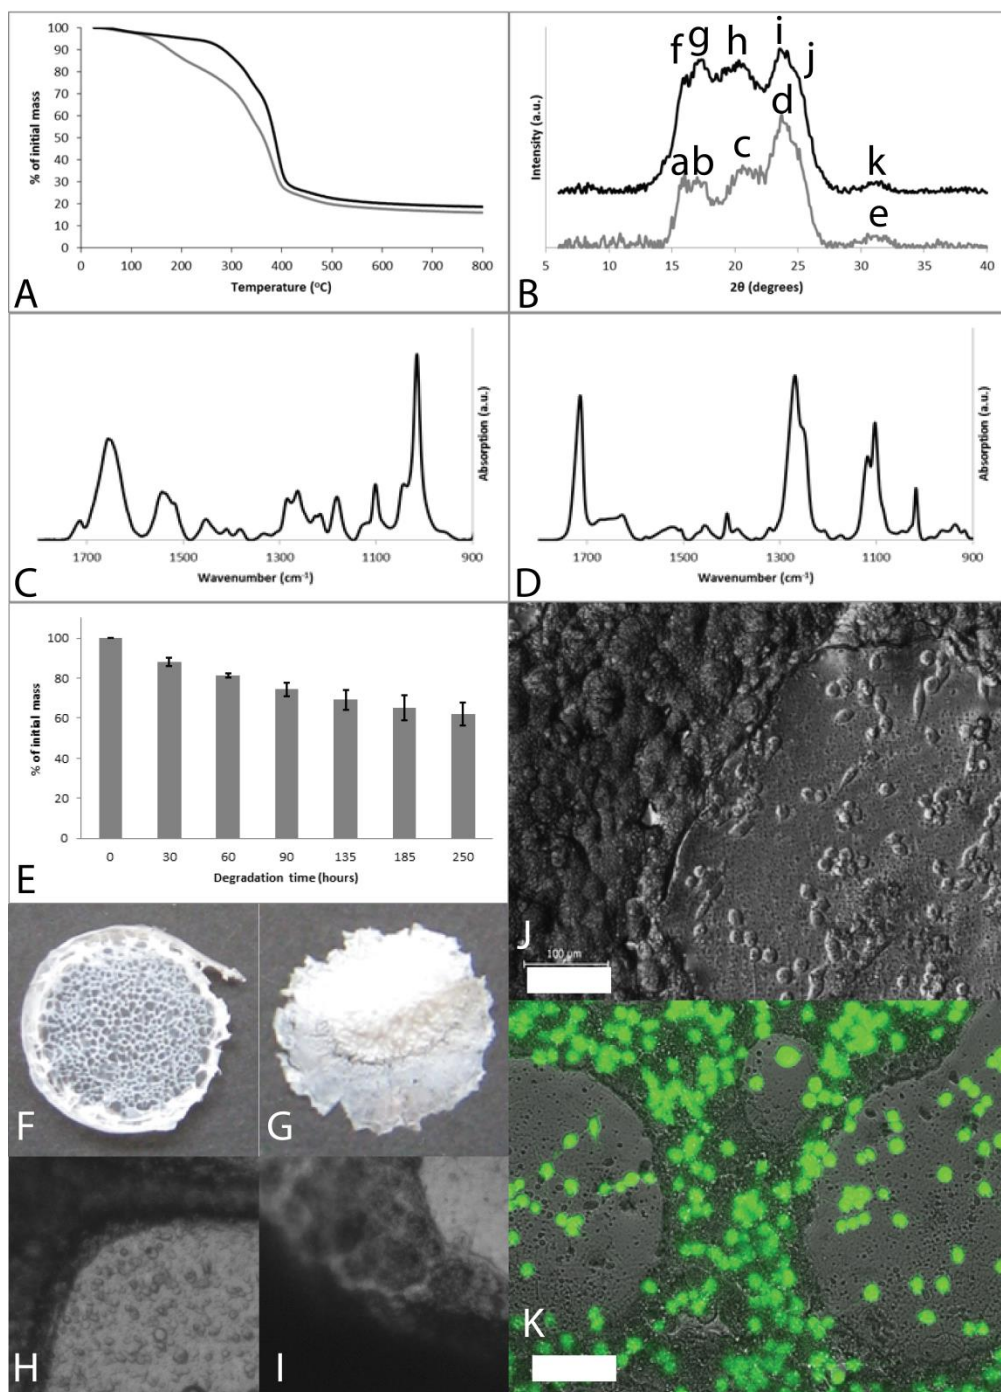 % of initial mass
100
90
80
70
60
50
40
30
20
10
0
0 100 200 300 400 500 600 700 800
Temperature (°C)
A
Intensity (a.u.)
f g h i j
a b c d
k
e
5 10 15 20 25 30 35 40
2θ (degrees)
B
Absorption (a.u.)
1700 1500 1300 1100 900
Wavenumber (cm-1)
C
Absorption (a.u.)
1700 1500 1300 1100 900
Wavenumber (cm-1)
D
% of initial mass
100
80
60
40
20
0
0 30 60 90 135 185 250
Degradation time (hours)
E
F
G
H
I
J
100 µm
K